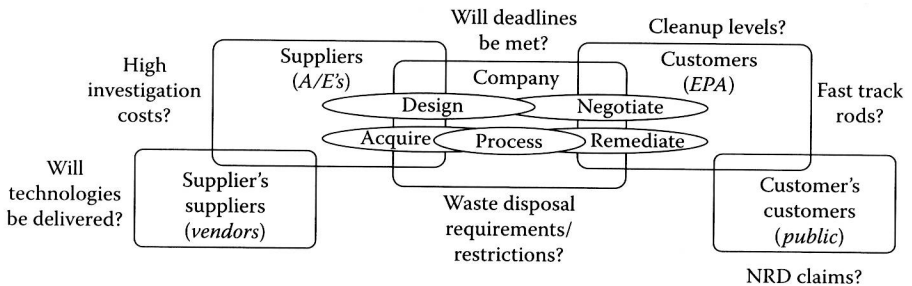 Will deadlines
be met?
Cleanup levels?
Suppliers
(A/E's)
Customers
(EPA)
High
investigation
costs?
Company
Fast track
rods?
Design
Negotiate
Acquire
Process
Remediate
Will
technologies
be delivered?
Supplier's
suppliers
(vendors)
Waste disposal
requirements/
restrictions?
Customer's
customers
(public)
NRD claims?